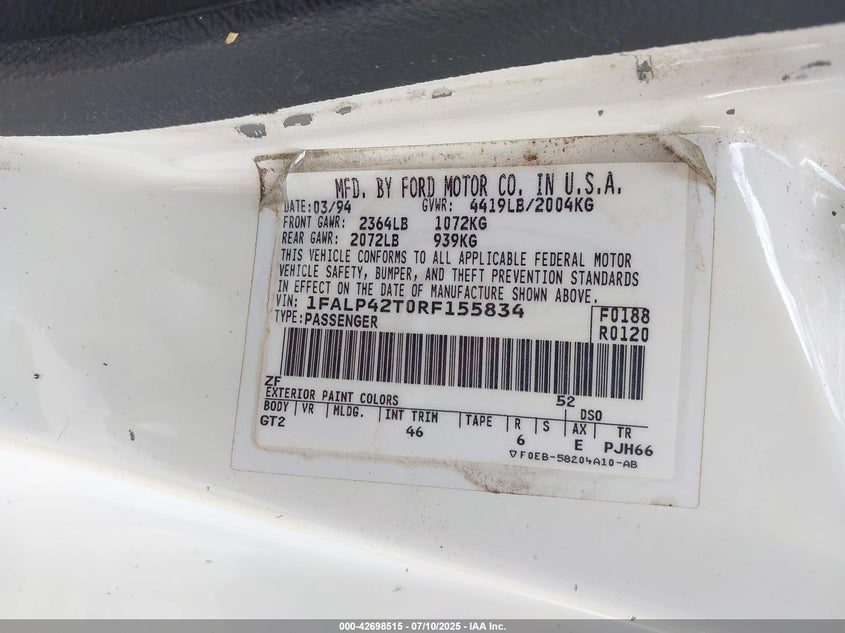 MFD. BY FORD MOTOR CO. IN U.S.A.
DATE: 03/94 GVWR: 4419LB/2004KG
FRONT GAWR: 2364LB 1072KG
REAR GAWR: 2072LB 939KG
THIS VEHICLE CONFORMS TO ALL APPLICABLE FEDERAL MOTOR
VEHICLE SAFETY, BUMPER, AND THEFT PREVENTION STANDARDS
IN EFFECT ON THE DATE OF MANUFACTURE SHOWN ABOVE.
VIN: 1FALP42T0RF155834 F0188
TYPE: PASSENGER R0120
ZF 52
EXTERIOR PAINT COLORS DSO
BODY VR MLDG. INT TRIM TAPE R S AX TR
GT2 46 6 E PJH66
▽F0EB-58204A10-AB
000-42698515 - 07/10/2025 - IAA Inc.